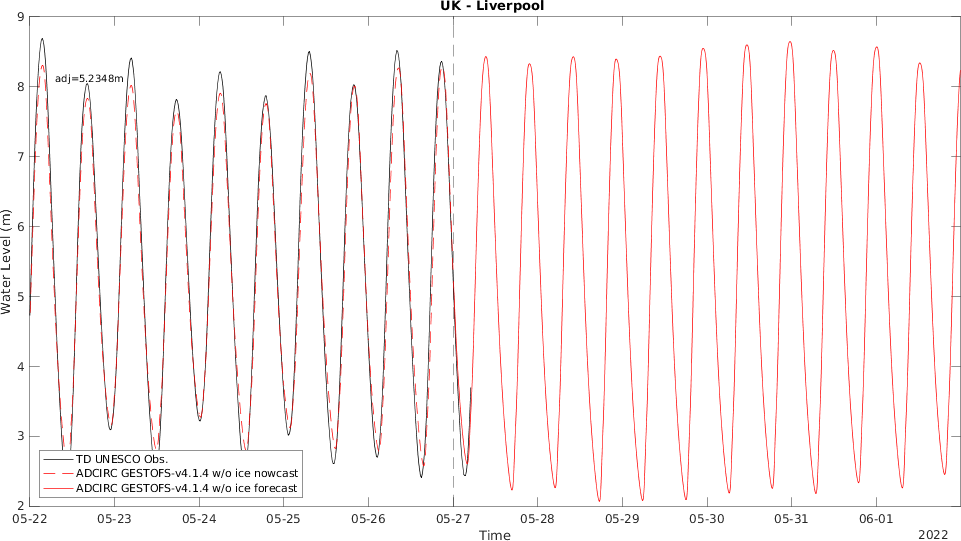 UK - Liverpool
9
8
7
6
5
4
3
2
Water Level (m)
adj=5.2348m
TD UNESCO Obs.
ADCIRC GESTOFS-v4.1.4 w/o ice nowcast
ADCIRC GESTOFS-v4.1.4 w/o ice forecast
05-22 05-23 05-24 05-25 05-26 05-27 05-28 05-29 05-30 05-31 06-01
Time
2022